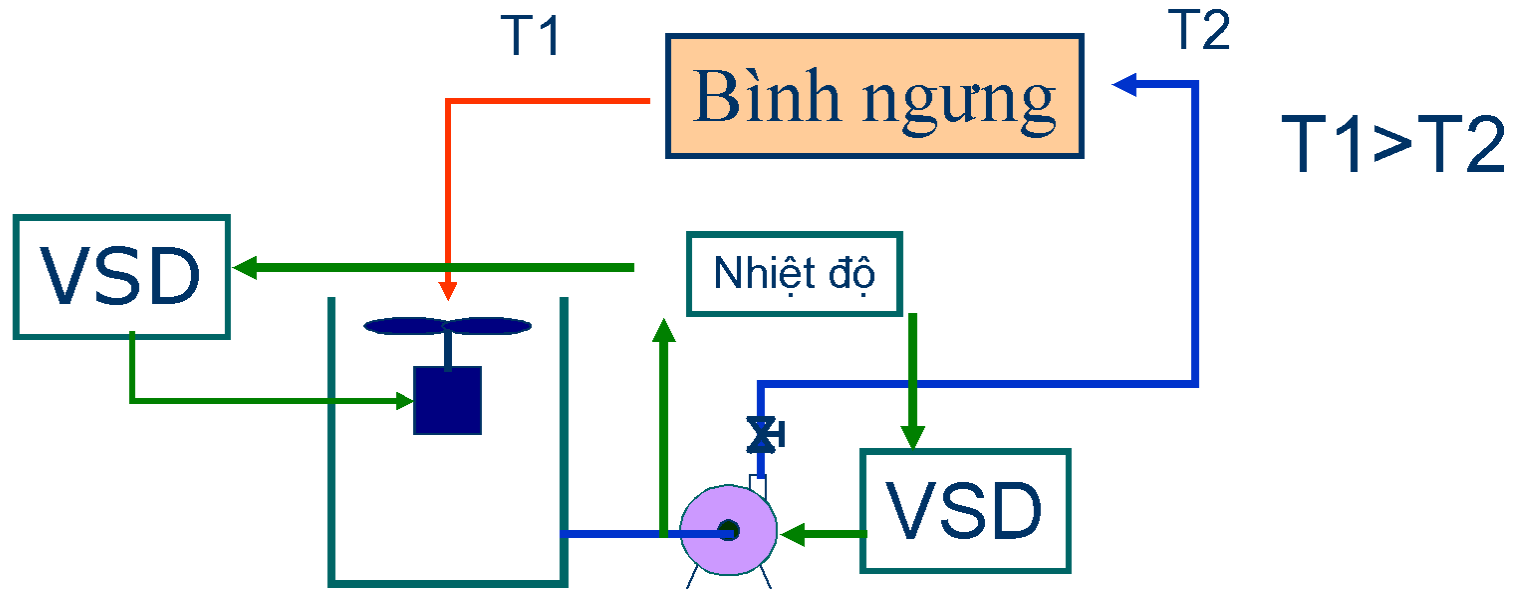 T1
T2
Bình ngưng
T1>T2
VSD
Nhiệt độ
VSD